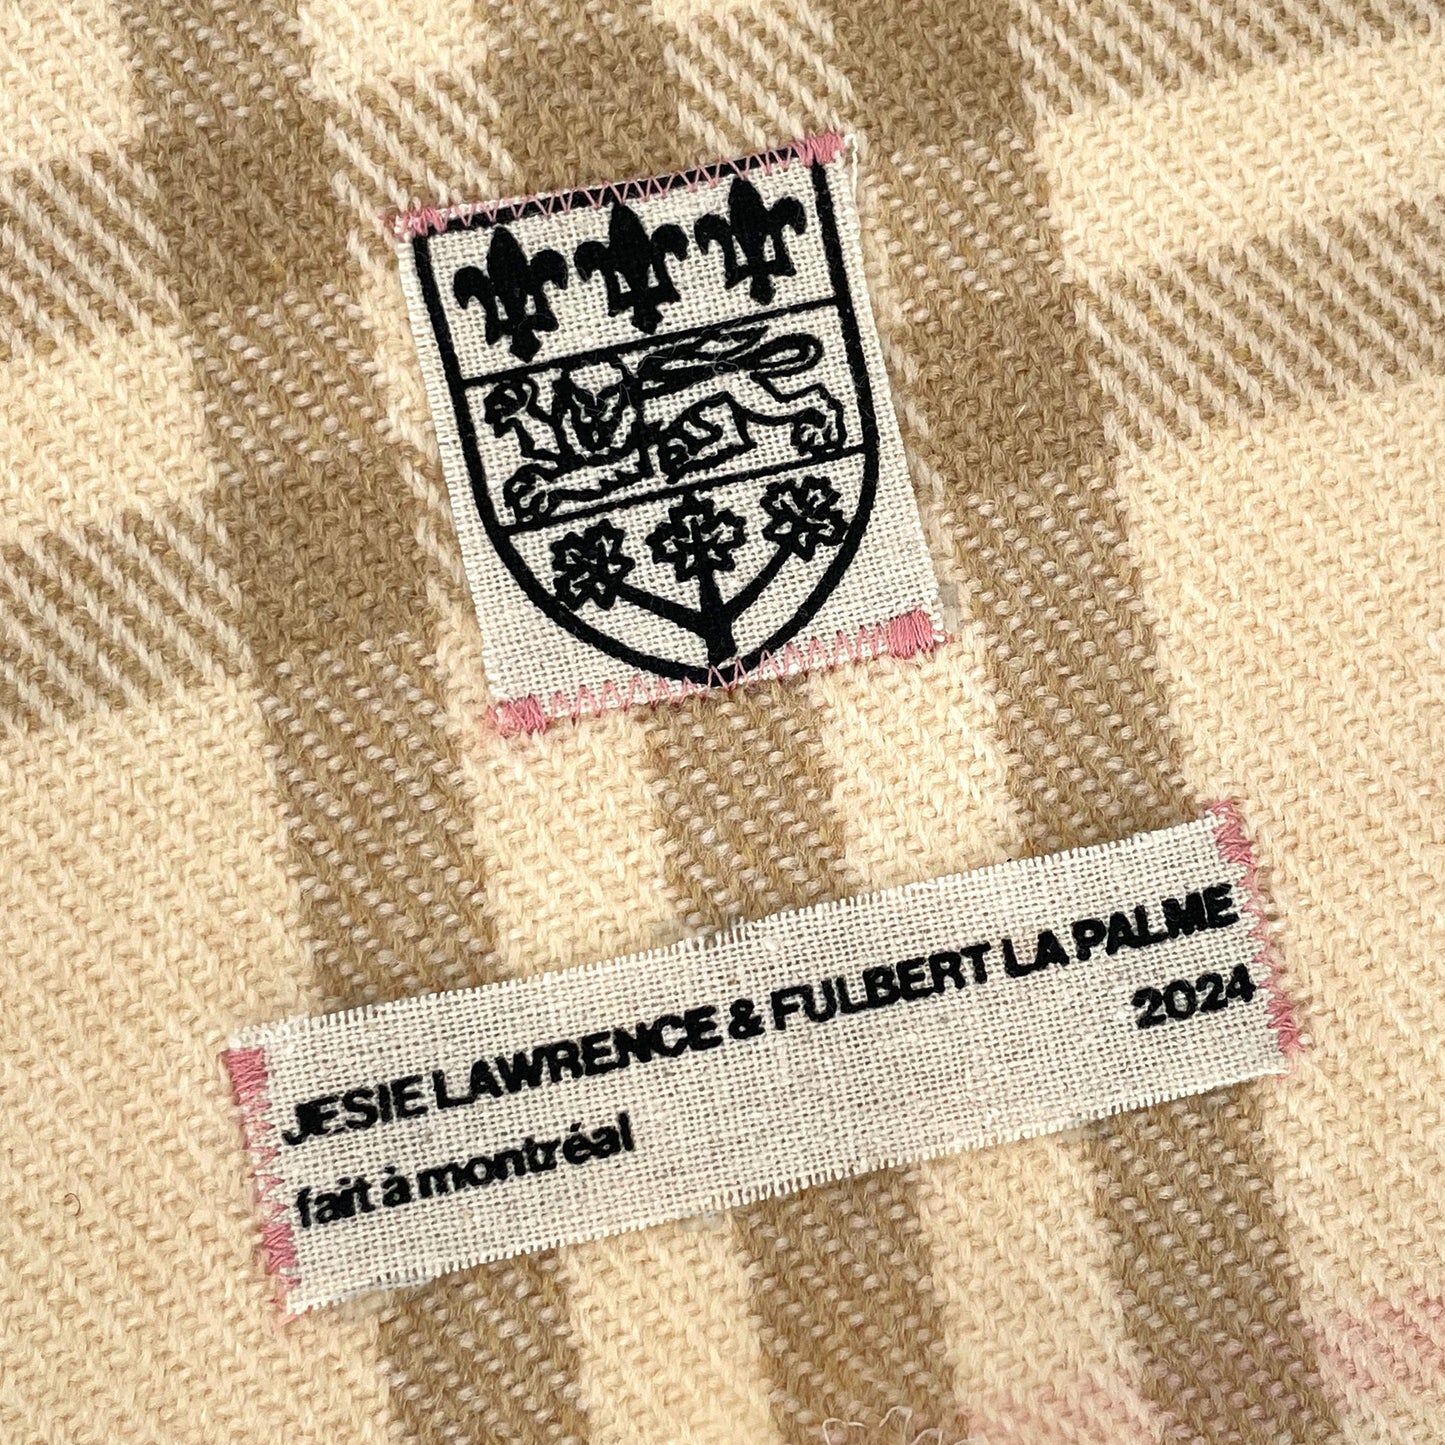 JESIE LAWRENCE & FULBERT LA PALME
2024
fait à montréal